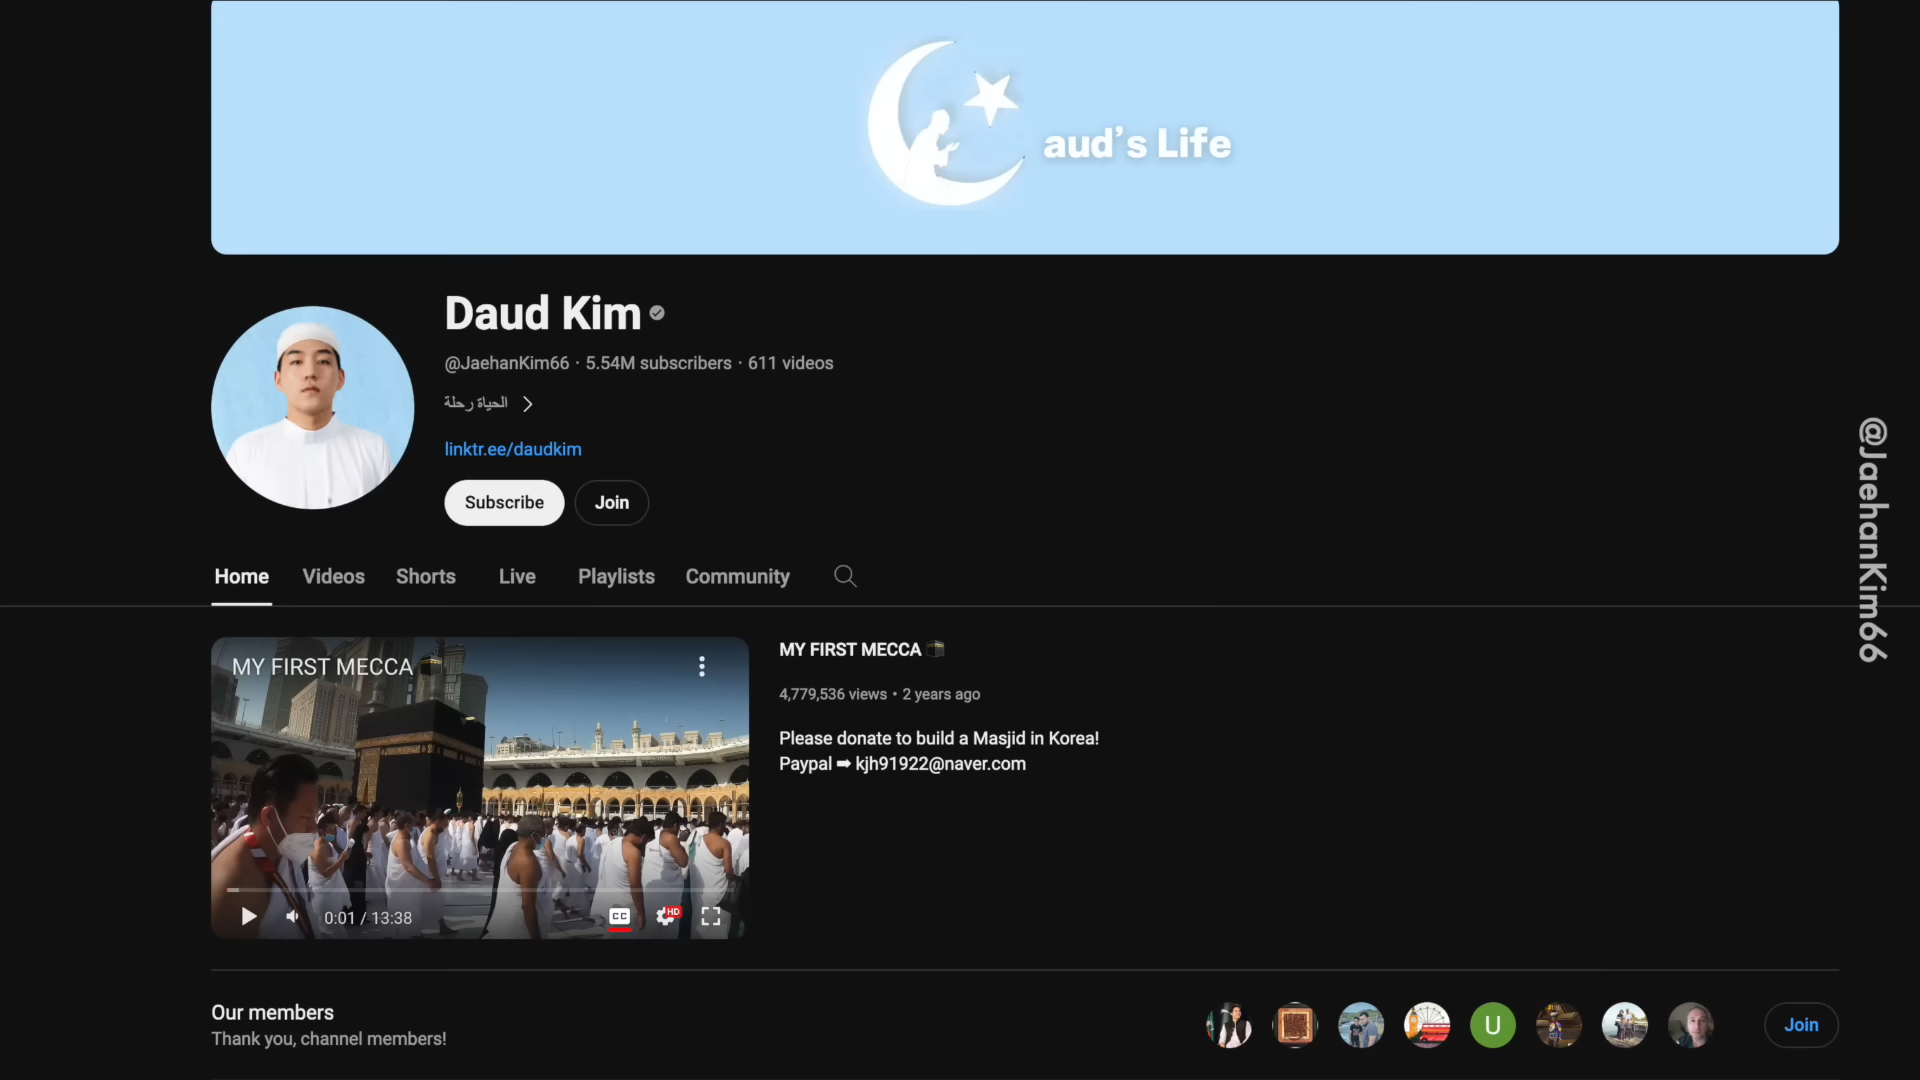 aud's Life
Daud Kim
@JaehanKim66 · 5.54M subscribers · 611 videos
الحياة رحلة
linktr.ee/daudkim
Subscribe
Join
Home
Videos
Shorts
Live
Playlists
Community
@JaehanKim66
MY FIRST MECCA 🕋
0:01 / 13:38
CC
HD
MY FIRST MECCA 🕋
4,779,536 views • 2 years ago
Please donate to build a Masjid in Korea!
Paypal ➡ kjh91922@naver.com
Our members
Thank you, channel members!
U
Join